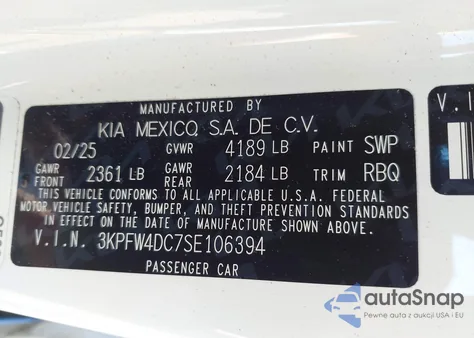 MANUFACTURED BY
KIA MEXICO, S.A. DE C.V.
02/25 GVWR 4189 LB PAINT SWP
GAWR FRONT 2361 LB GAWR REAR 2184 LB TRIM RBQ
THIS VEHICLE CONFORMS TO ALL APPLICABLE U.S.A. FEDERAL
MOTOR VEHICLE SAFETY, BUMPER, AND THEFT PREVENTION STANDARDS
IN EFFECT ON THE DATE OF MANUFACTURE SHOWN ABOVE.
V.I.N. 3KPFW4DC7SE106394
PASSENGER CAR
V.I
autoSnap
Pewne auta z aukcji USA i EU